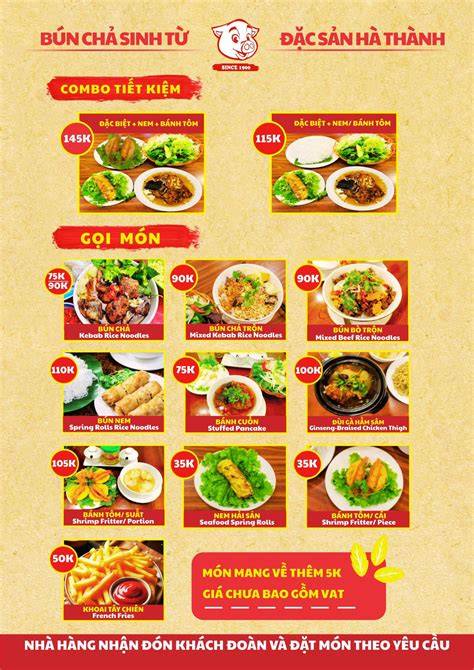 BÚN CHẢ SINH TỪ
ĐẶC SẢN HÀ THÀNH
SINCE 1966
COMBO TIẾT KIỆM
ĐẶC BIỆT + NEM + BÁNH TÔM
145K
ĐẶC BIỆT + NEM/ BÁNH TÔM
115K
GỌI MÓN
75K
90K
BÚN CHẢ
Kebab Rice Noodles
90K
BÚN CHẢ TRỘN
Mixed Kebab Rice Noodles
90K
BÚN BÒ TRỘN
Mixed Beef Rice Noodles
110K
BÚN NEM
Spring Rolls Rice Noodles
75K
BÁNH CUỐN
Stuffed Pancake
100K
ĐÙI GÀ HẦM SÂM
Ginseng-Braised Chicken Thigh
105K
BÁNH TÔM/ SUẤT
Shrimp Fritter/ Portion
35K
NEM HẢI SẢN
Seafood Spring Rolls
35K
BÁNH TÔM/ CÁI
Shrimp Fritter/ Piece
50K
KHOAI TÂY CHIÊN
French Fries
MÓN MANG VỀ THÊM 5K
GIÁ CHƯA BAO GỒM VAT
NHÀ HÀNG NHẬN ĐÓN KHÁCH ĐOÀN VÀ ĐẶT MÓN THEO YÊU CẦU